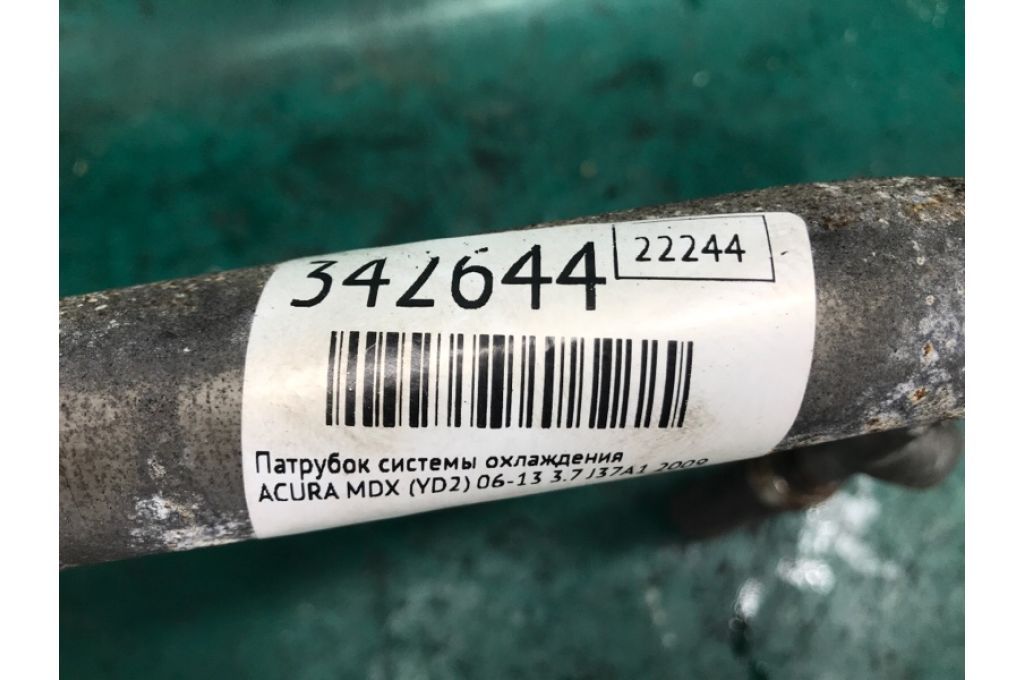 342644
22244
Патрубок системы охлаждения
ACURA MDX (YD2) 06-13 3.7 J37A1 2009